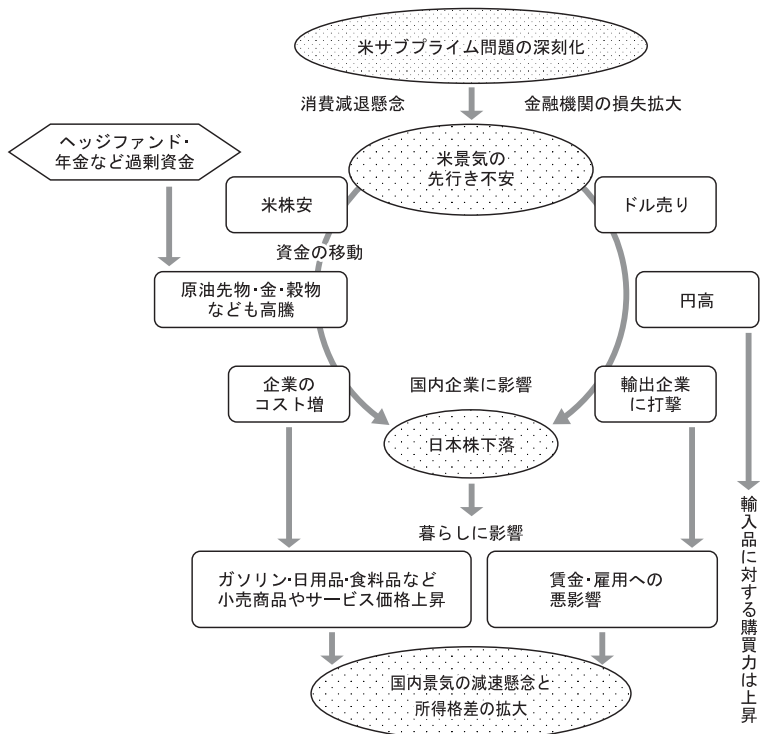 米サブプライム問題の深刻化
消費減退懸念
金融機関の損失拡大
ヘッジファンド・
年金など過剰資金
米景気の
先行き不安
米株安
ドル売り
資金の移動
原油先物・金・穀物
なども高騰
円高
企業の
コスト増
国内企業に影響
輸出企業
に打撃
日本株下落
暮らしに影響
輸入品に対する購買力は上昇
ガソリン・日用品・食料品など
小売商品やサービス価格上昇
賃金・雇用への
悪影響
国内景気の減速懸念と
所得格差の拡大